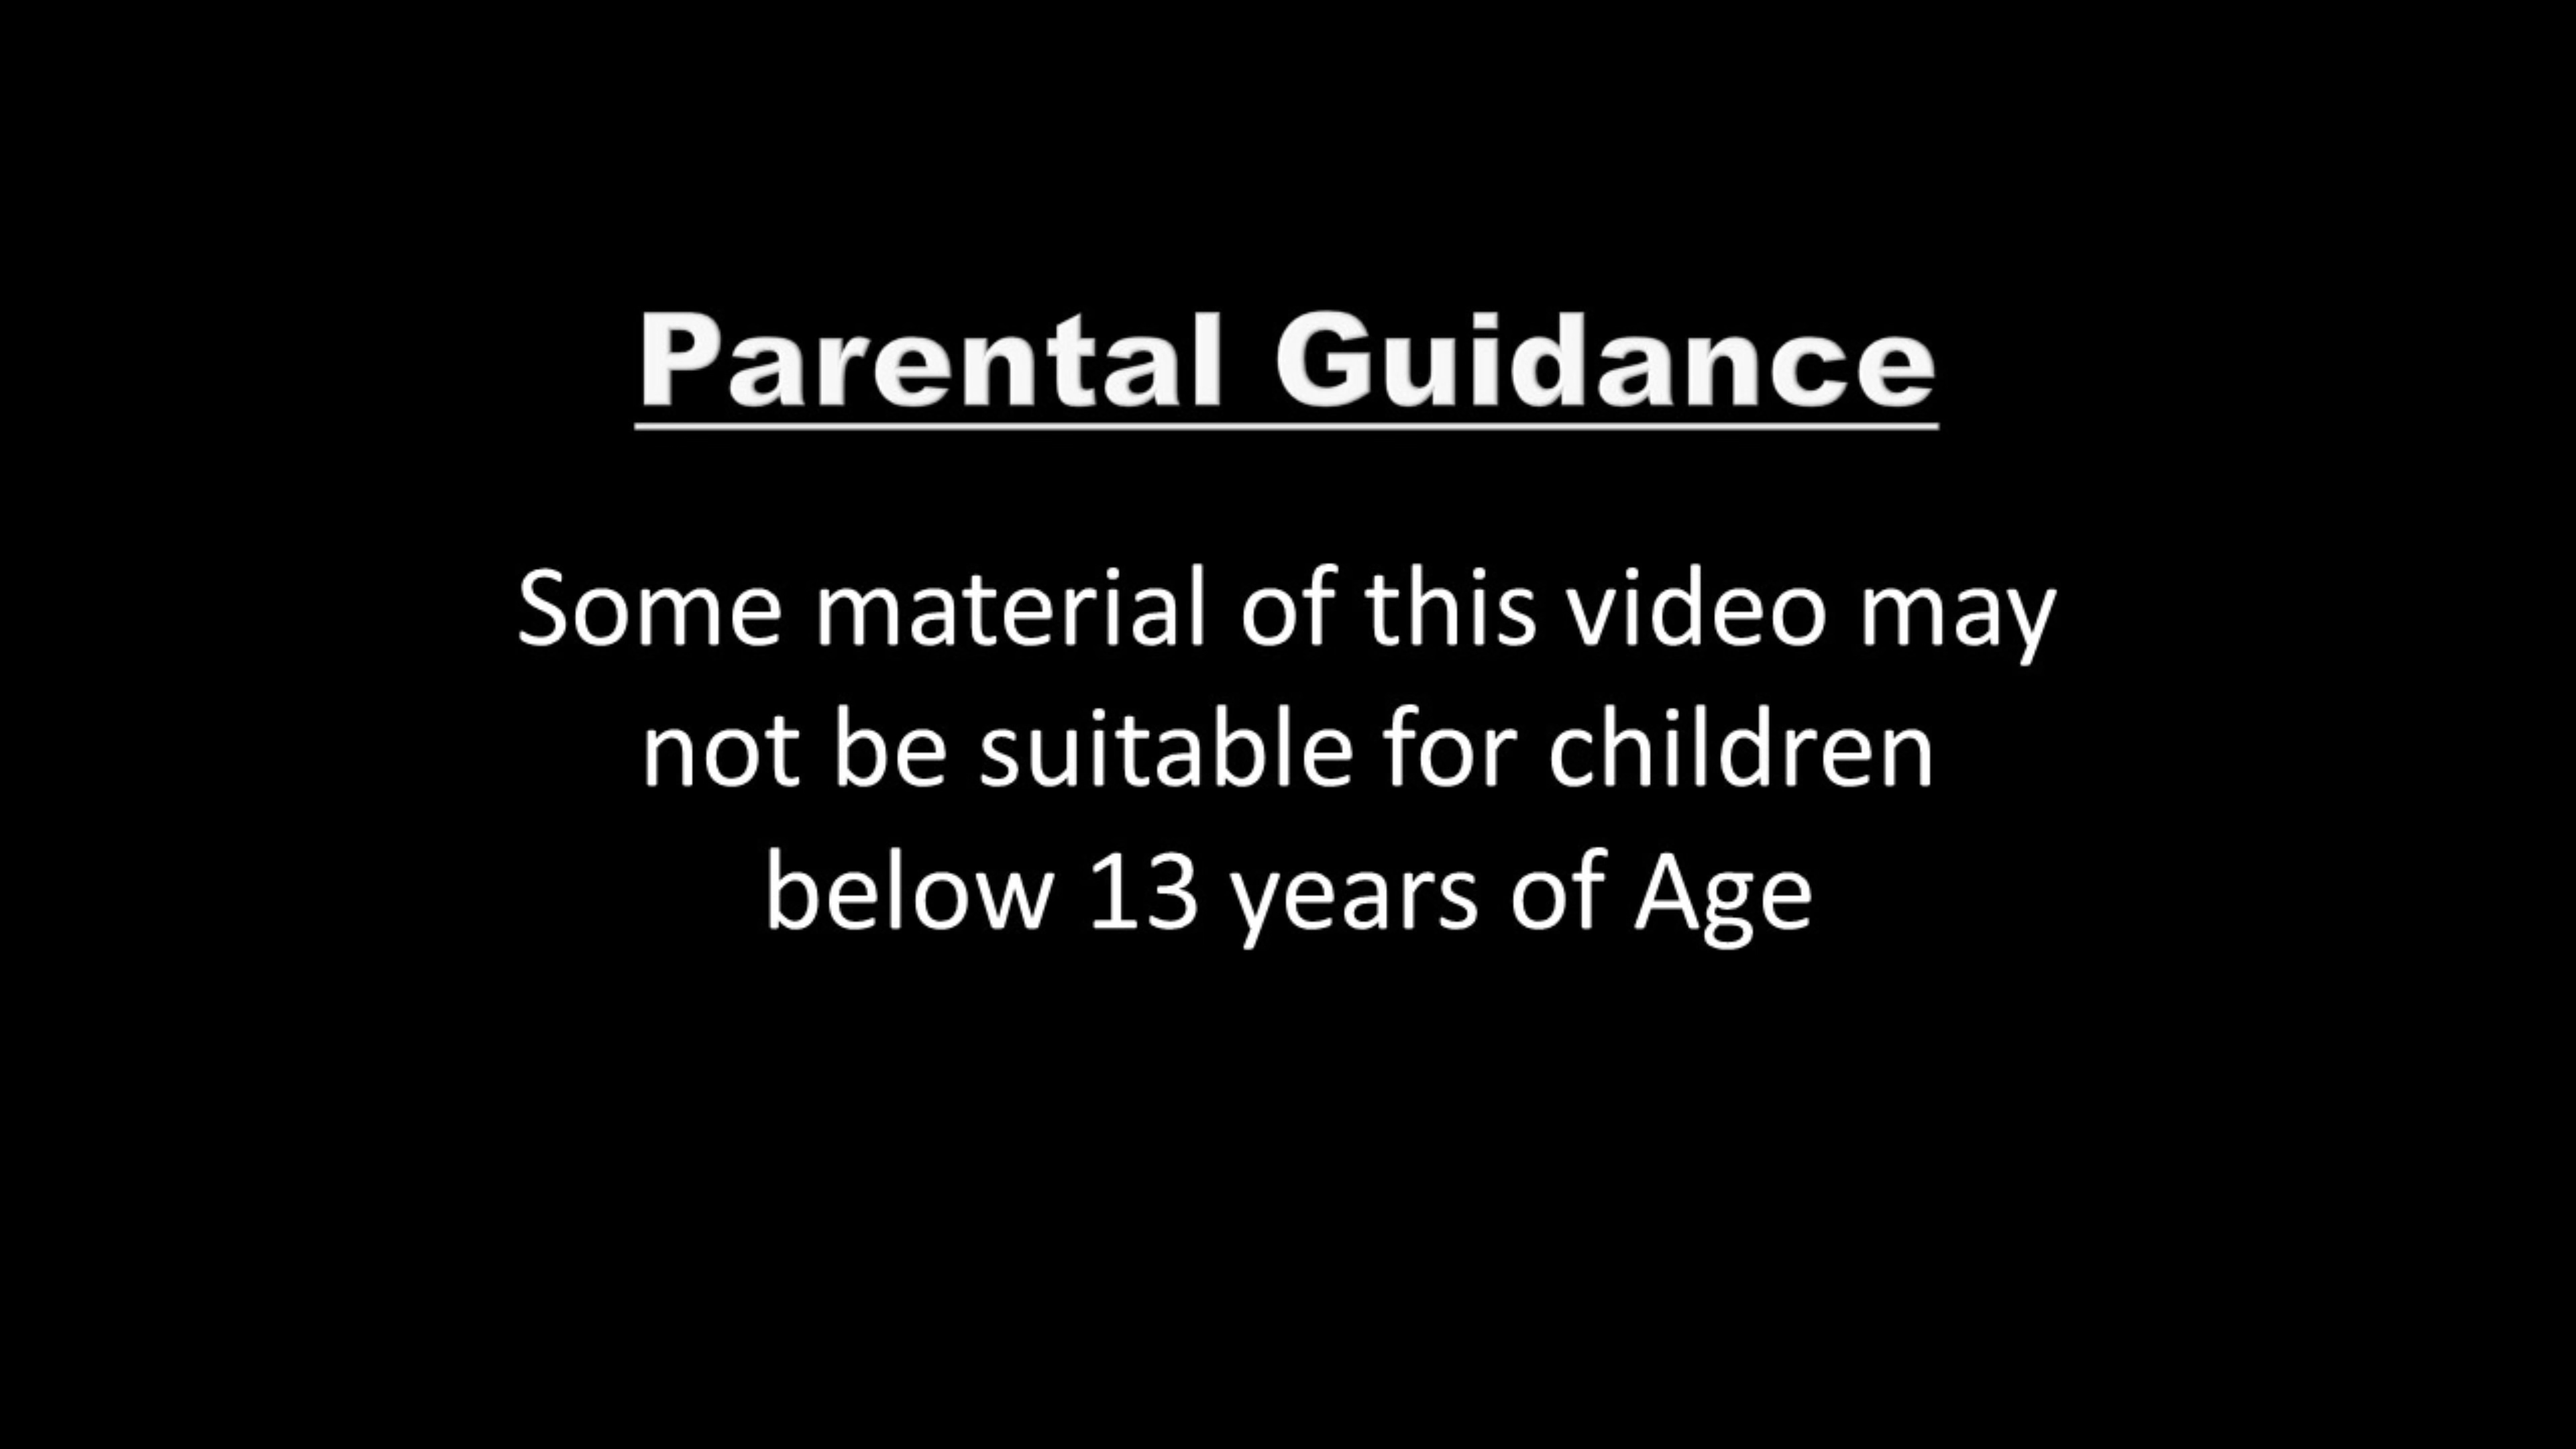 Parental Guidance
Some material of this video may
not be suitable for children
below 13 years of Age